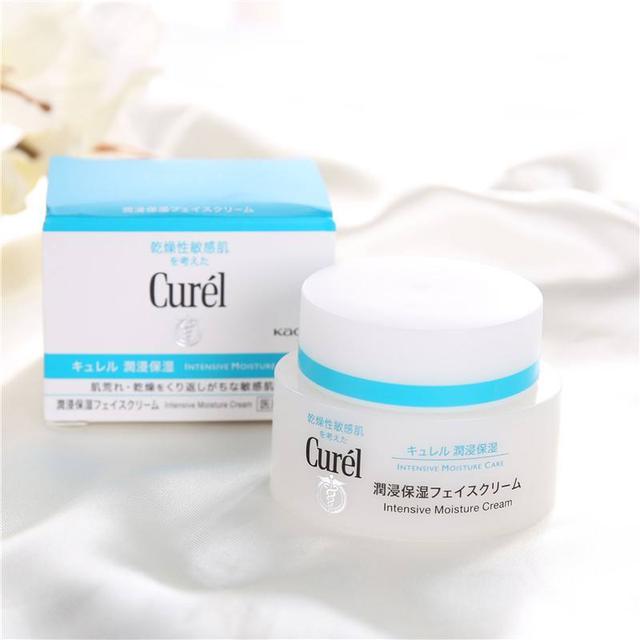 潤浸保湿フェイスクリーム
乾燥性敏感肌
を考えた
Curél
キュレル 潤浸保湿 INTENSIVE MOISTURE
肌荒れ・乾燥をくり返しがちな敏感肌
潤浸保湿フェイスクリーム Intensive Moisture Cream
乾燥性敏感肌
を考えた
Curél
キュレル 潤浸保湿
INTENSIVE MOISTURE CARE
潤浸保湿フェイスクリーム
Intensive Moisture Cream